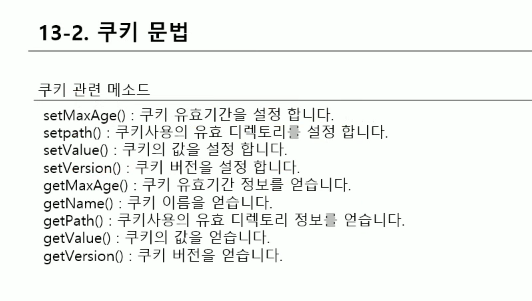 13-2. 쿠키 문법
쿠키 관련 메소드
setMaxAge() : 쿠키 유효기간을 설정 합니다.
setpath() : 쿠키사용의 유효 디렉토리를 설정 합니다.
setValue() : 쿠키의 값을 설정 합니다.
setVersion() : 쿠키 버전을 설정 합니다.
getMaxAge() : 쿠키 유효기간 정보를 얻습니다.
getName() : 쿠키 이름을 얻습니다.
getPath() : 쿠키사용의 유효 디렉토리 정보를 얻습니다.
getValue() : 쿠키의 값을 얻습니다.
getVersion() : 쿠키 버전을 얻습니다.